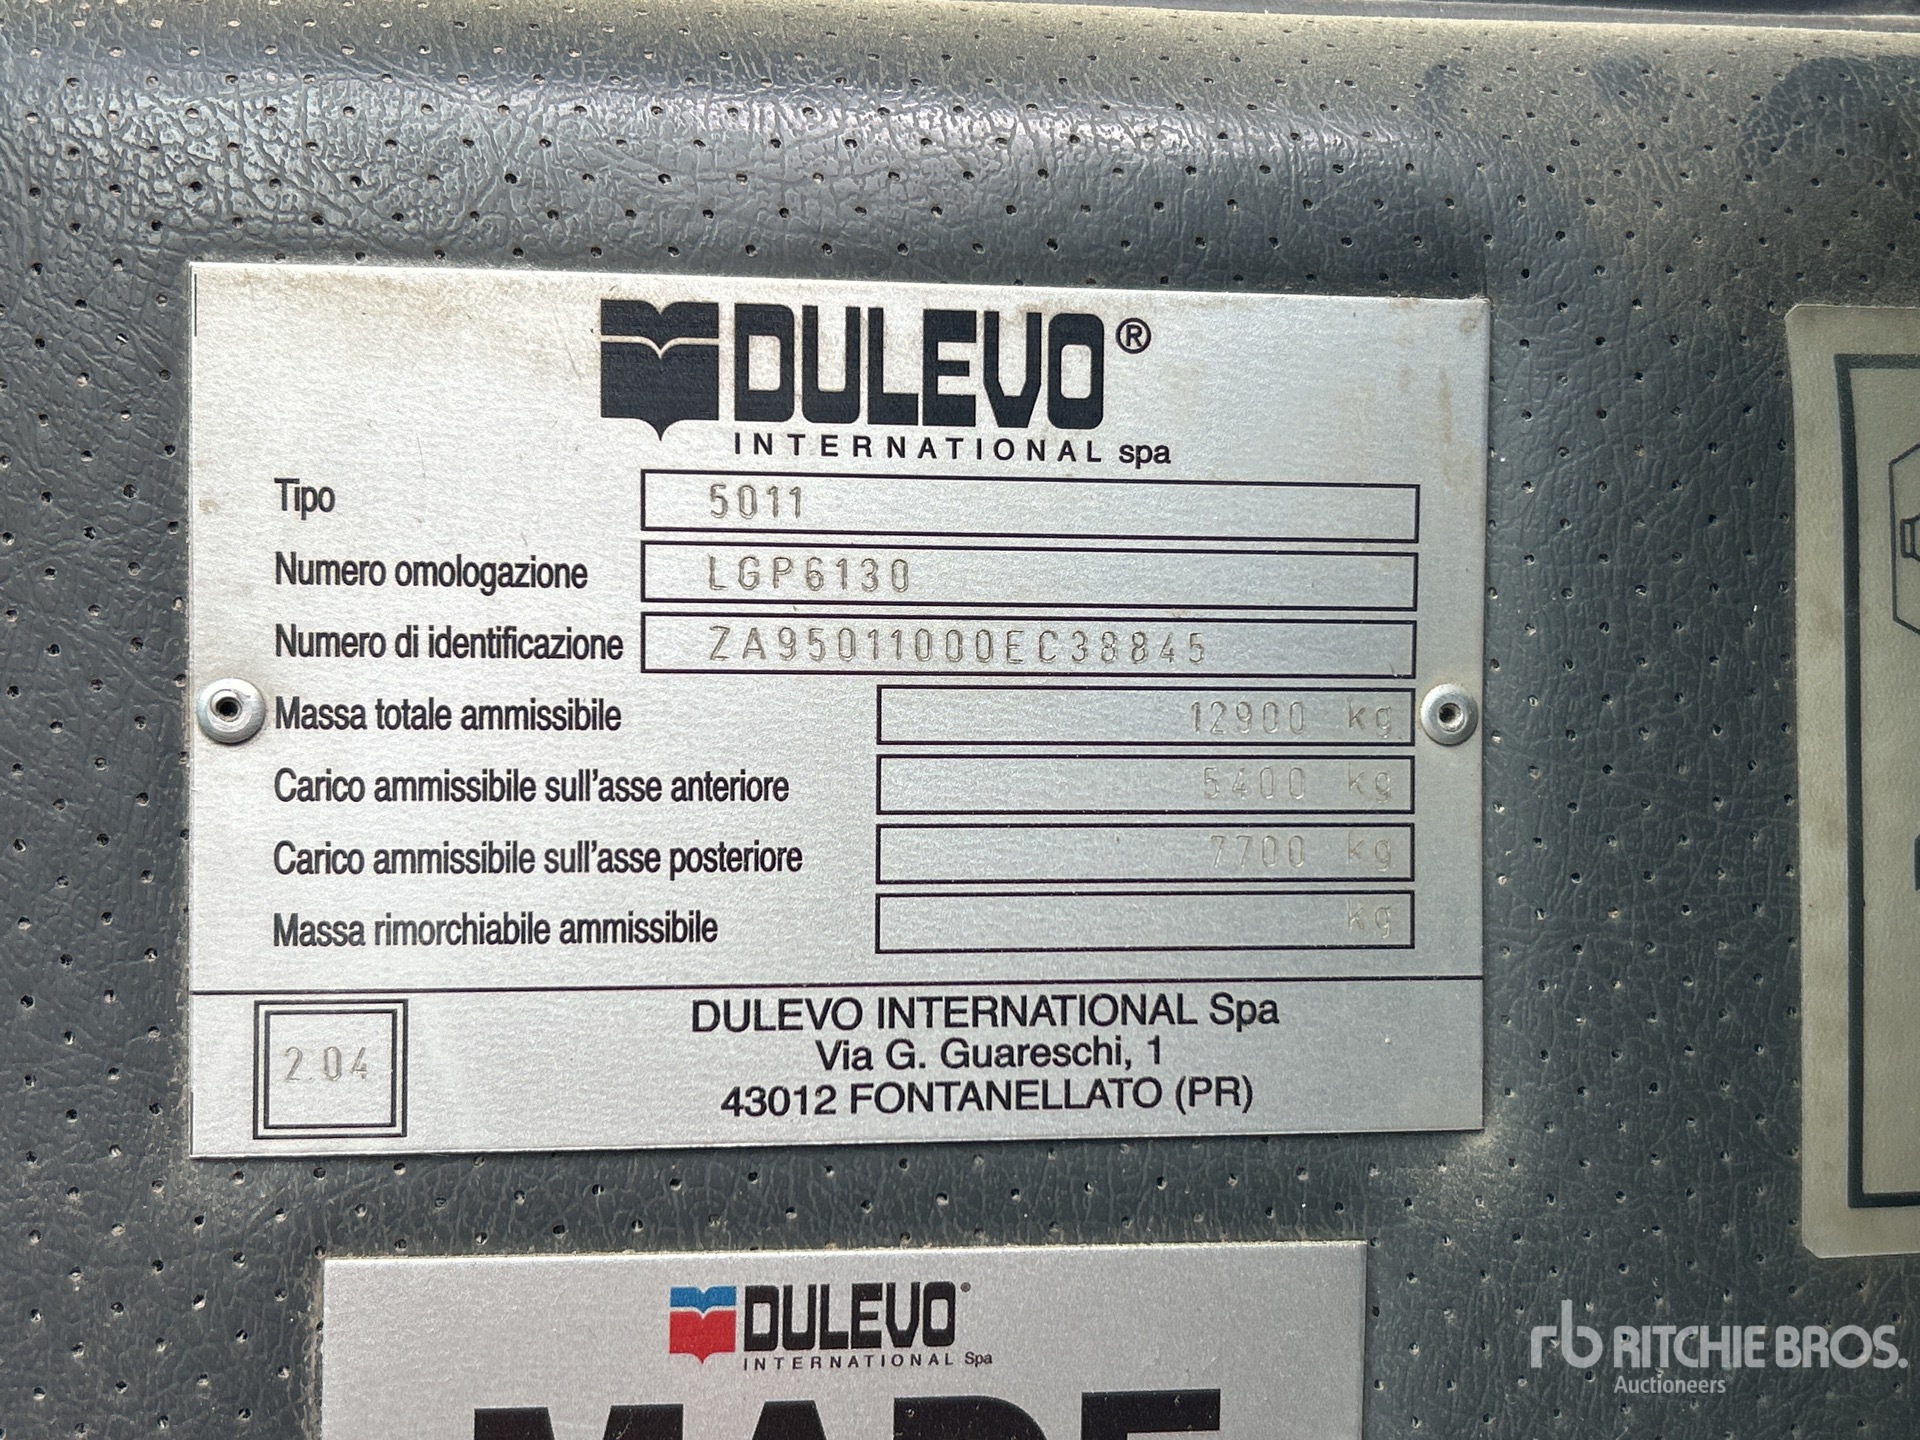 DULEVO®
INTERNATIONAL spa
Tipo 5011
Numero omologazione LGP6130
Numero di identificazione ZA95011000EC38845
Massa totale ammissibile 12900 kg
Carico ammissibile sull'asse anteriore 5400 kg
Carico ammissibile sull'asse posteriore 7700 kg
Massa rimorchiabile ammissibile kg
2.04
DULEVO INTERNATIONAL Spa
Via G. Guareschi, 1
43012 FONTANELLATO (PR)
DULEVO®
INTERNATIONAL Spa
MADE
rb RITCHIE BROS.
Auctioneers